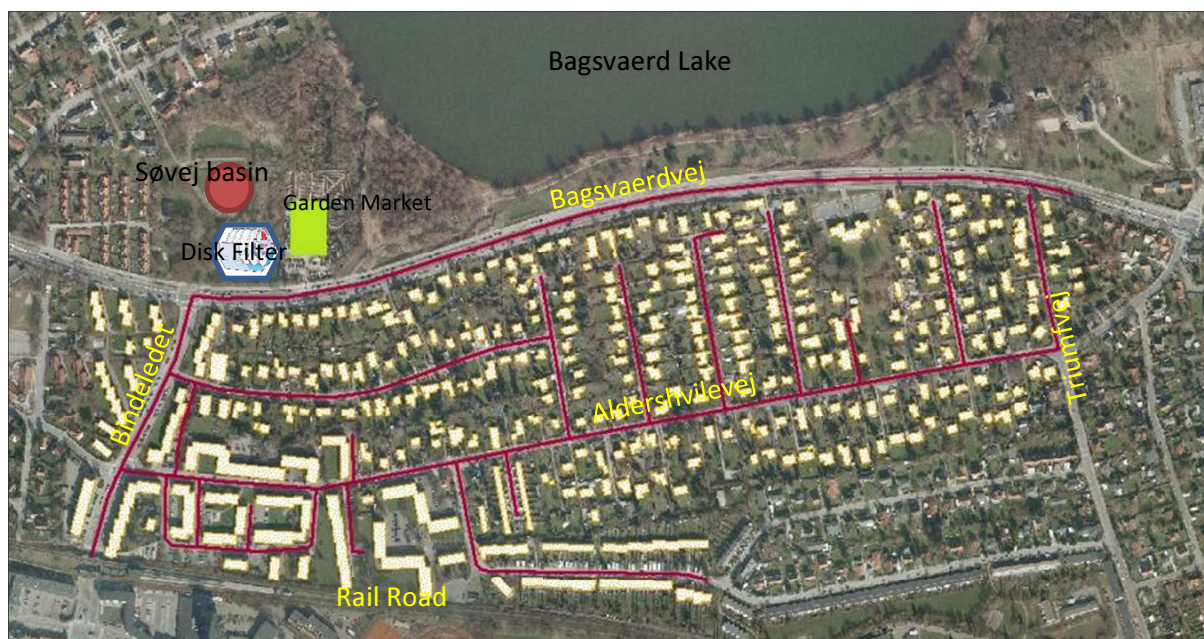 Bagsvaerd Lake
Søvej basin
Bagsvaerdvej
Garden Market
Disk Filter
Triumfvej
Bindeledet
Aldershvilevej
Rail Road